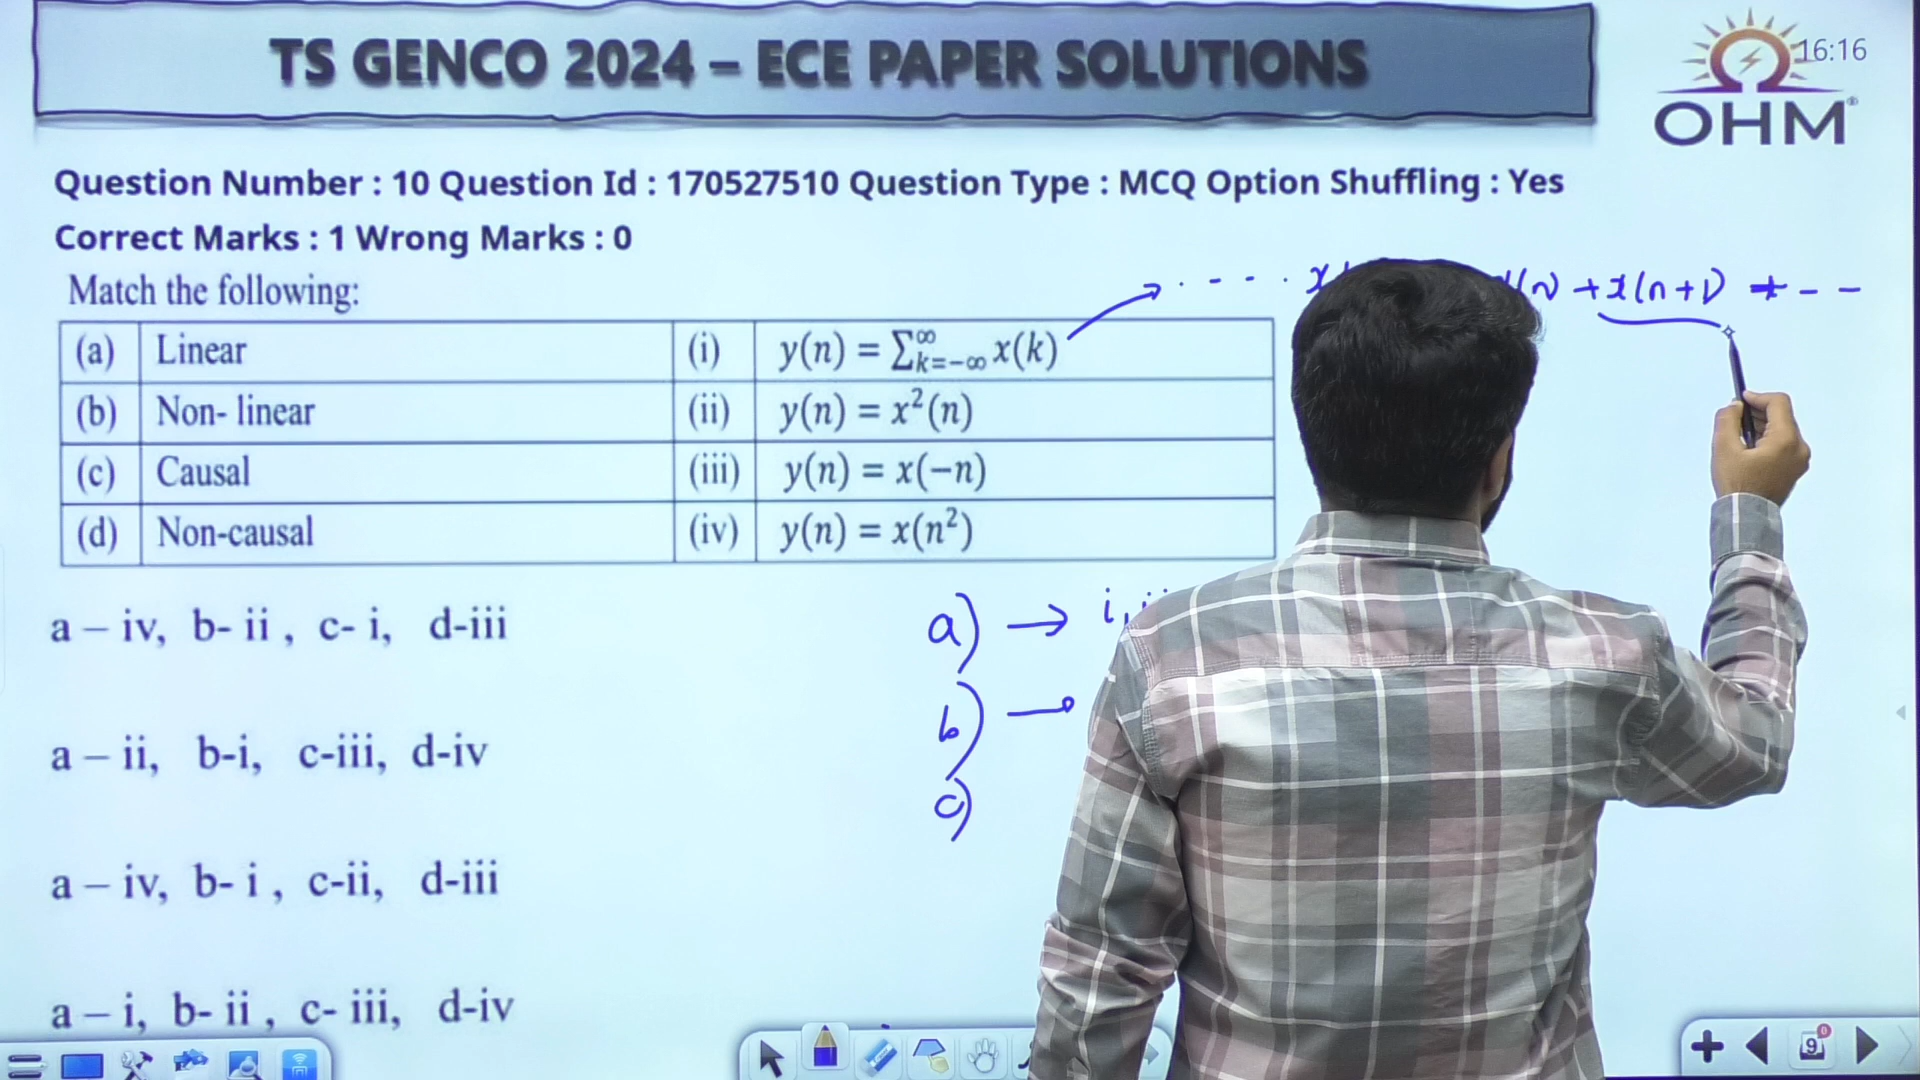 TS GENCO 2024 – ECE PAPER SOLUTIONS
16:16
OHM
Question Number : 10 Question Id : 170527510 Question Type : MCQ Option Shuffling : Yes
Correct Marks : 1 Wrong Marks : 0
Match the following:
(a) Linear (i) y(n) = ∑_{k=−∞}^{∞} x(k)
(b) Non- linear (ii) y(n) = x²(n)
(c) Causal (iii) y(n) = x(−n)
(d) Non-causal (iv) y(n) = x(n²)
(n) + x(n+1) + - -
a – iv, b- ii , c- i, d-iii
a – ii, b-i, c-iii, d-iv
a – iv, b- i , c-ii, d-iii
a – i, b- ii , c- iii, d-iv
a) → i,
b) →
c)
9
0